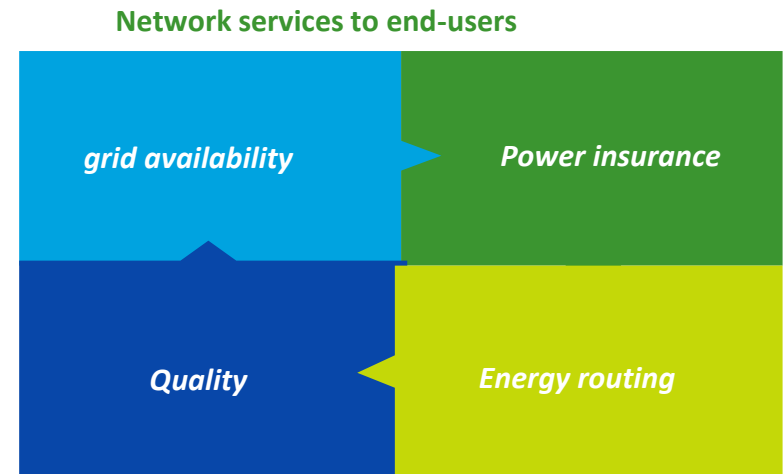 Network services to end-users
grid availability
Power insurance
Quality
Energy routing